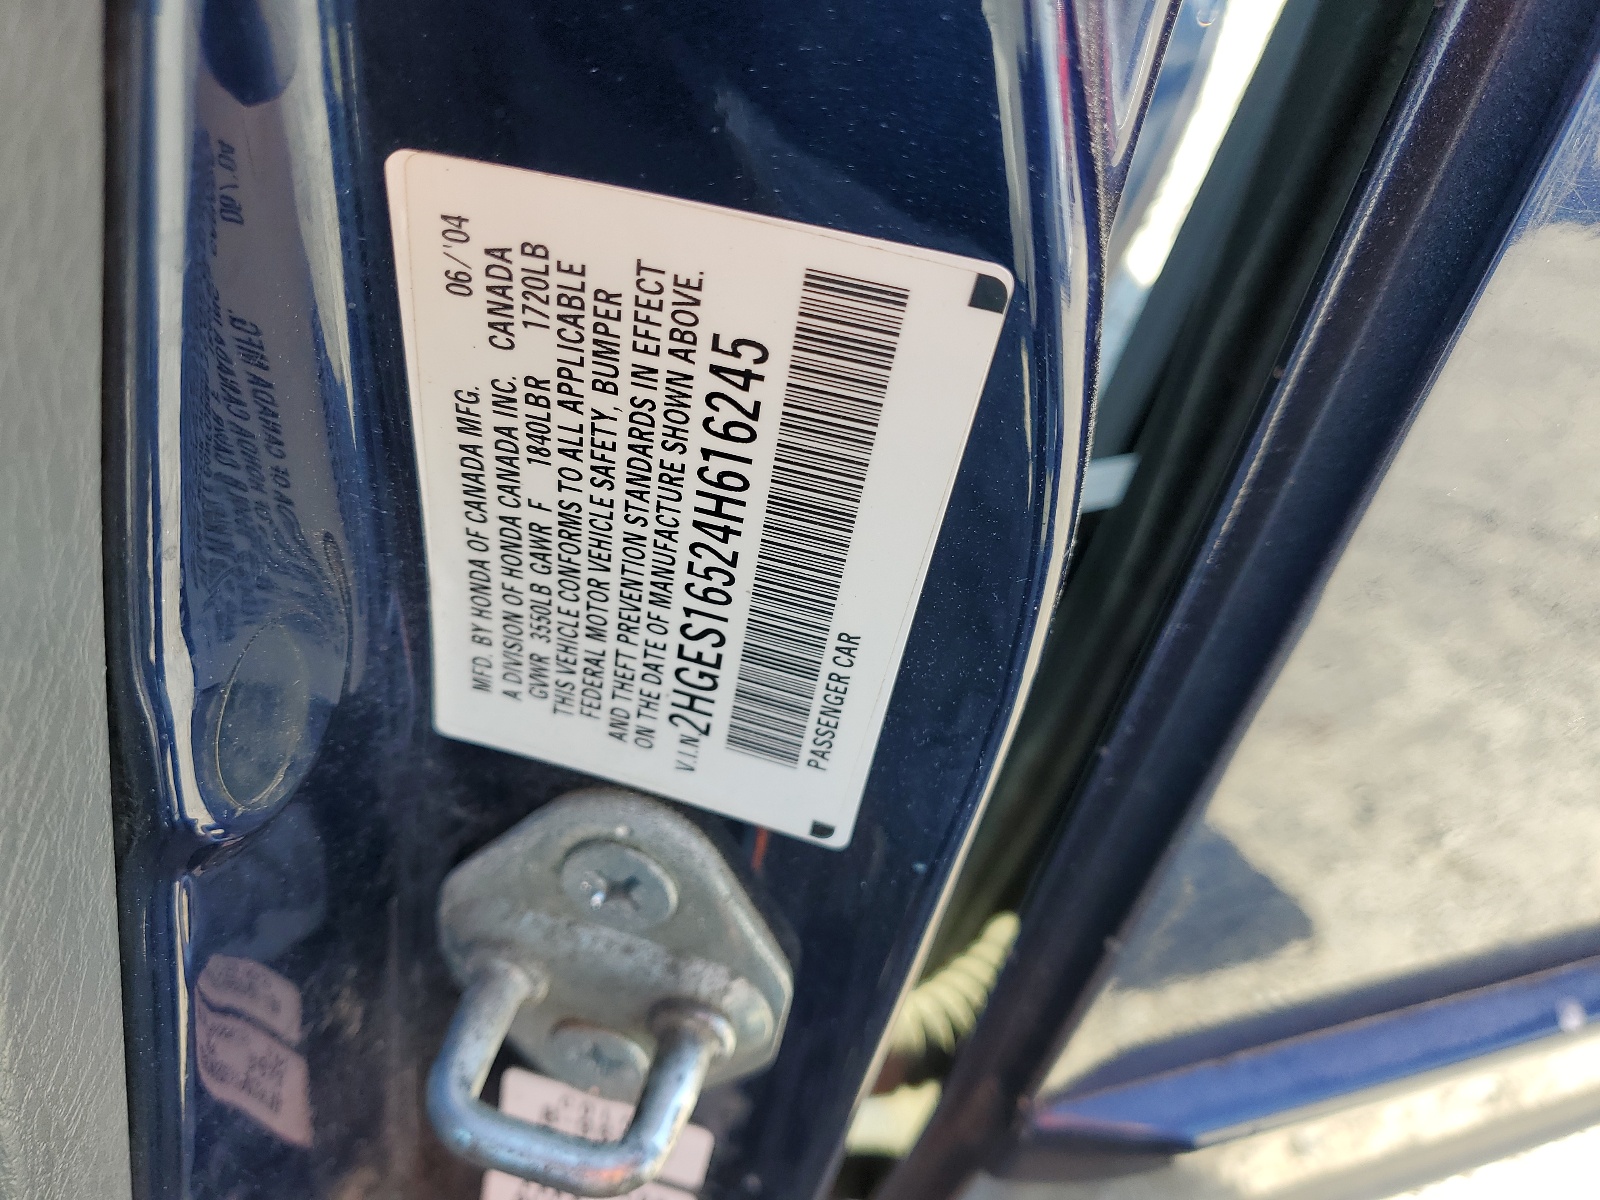 MFD. BY HONDA OF CANADA MFG. 06/'04
A DIVISION OF HONDA CANADA INC. CANADA
GVWR 3550LB GAWR F 1840LB R 1720LB
THIS VEHICLE CONFORMS TO ALL APPLICABLE
FEDERAL MOTOR VEHICLE SAFETY, BUMPER
AND THEFT PREVENTION STANDARDS IN EFFECT
ON THE DATE OF MANUFACTURE SHOWN ABOVE.
V.I.N 2HGES16524H616245
PASSENGER CAR